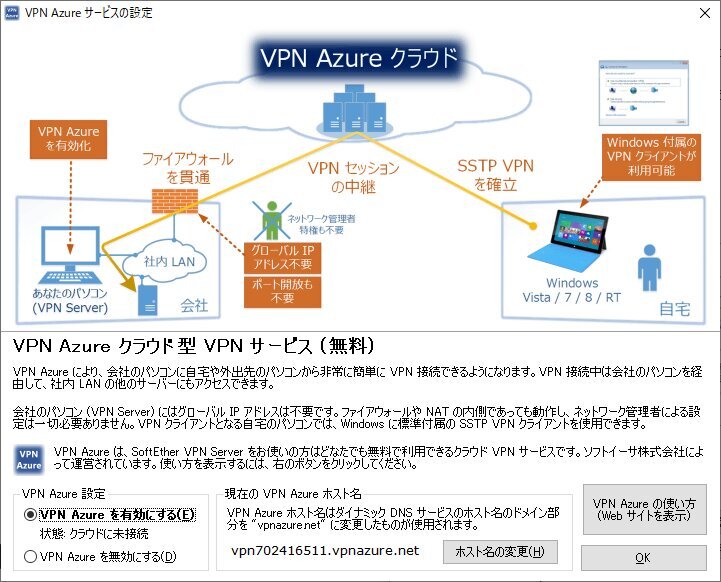 VPN Azure サービスの設定
VPN Azure クラウド
VPN Azure
を有効化
ファイアウォール
を貫通
VPN セッション
の中継
SSTP VPN
を確立
Windows 付属の
VPN クライアントが
利用可能
ネットワーク管理者
特権も不要
グローバル IP
アドレス不要
ポート開放も
不要
社内 LAN
あなたのパソコン
(VPN Server)
会社
Windows
Vista / 7 / 8 / RT
自宅
VPN Azure クラウド型 VPN サービス (無料)
VPN Azure により、会社のパソコンに自宅や外出先のパソコンから非常に簡単に VPN 接続できるようになります。VPN 接続中は会社のパソコンを経
由して、社内 LAN の他のサーバーにもアクセスできます。
会社のパソコン (VPN Server) にはグローバル IP アドレスは不要です。ファイアウォールや NAT の内側であっても動作し、ネットワーク管理者による設
定は一切必要ありません。VPN クライアントとなる自宅のパソコンでは、Windows に標準付属の SSTP VPN クライアントを使用できます。
VPN
Azure
VPN Azure は、SoftEther VPN Server をお使いの方はどなたでも無料で利用できるクラウド VPN サービスです。ソフトイーサ株式会社によ
って運営されています。使い方を表示するには、右のボタンをクリックしてください。
VPN Azure 設定
VPN Azure を有効にする(E)
状態: クラウドに未接続
VPN Azure を無効にする(D)
現在の VPN Azure ホスト名
VPN Azure ホスト名はダイナミック DNS サービスのホスト名のドメイン部
分を "vpnazure.net" に変更したものが使用されます。
vpn702416511.vpnazure.net
ホスト名の変更(H)
VPN Azure の使い方
(Web サイトを表示)
OK